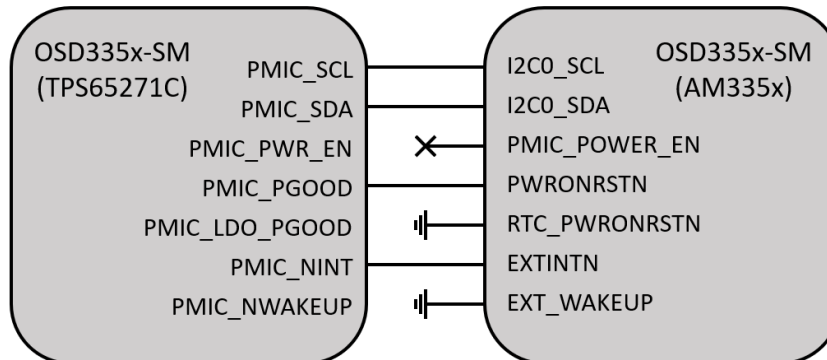 OSD335x-SM
(TPS65271C)
PMIC_SCL
PMIC_SDA
PMIC_PWR_EN
PMIC_PGOOD
PMIC_LDO_PGOOD
PMIC_NINT
PMIC_NWAKEUP
OSD335x-SM
(AM335x)
I2C0_SCL
I2C0_SDA
PMIC_POWER_EN
PWRONRSTN
RTC_PWRONRSTN
EXTINTN
EXT_WAKEUP